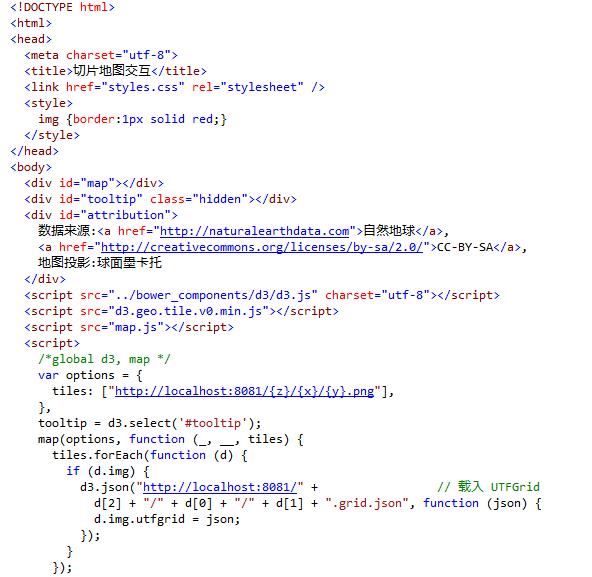 <!DOCTYPE html>
<html>
<head>
  <meta charset="utf-8">
  <title>切片地图交互</title>
  <link href="styles.css" rel="stylesheet" />
  <style>
    img {border:1px solid red;}
  </style>
</head>
<body>
  <div id="map"></div>
  <div id="tooltip" class="hidden"></div>
  <div id="attribution">
    数据来源:<a href="http://naturalearthdata.com">自然地球</a>,
    <a href="http://creativecommons.org/licenses/by-sa/2.0/">CC-BY-SA</a>,
    地图投影:球面墨卡托
  </div>
  <script src="../bower_components/d3/d3.js" charset="utf-8"></script>
  <script src="d3.geo.tile.v0.min.js"></script>
  <script src="map.js"></script>
  <script>
    /*global d3, map */
    var options = {
      tiles: ["http://localhost:8081/{z}/{x}/{y}.png"],
    },
    tooltip = d3.select('#tooltip');
    map(options, function (_, __, tiles) {
      tiles.forEach(function (d) {
        if (d.img) {
          d3.json("http://localhost:8081/" +                 // 载入 UTFGrid
            d[2] + "/" + d[0] + "/" + d[1] + ".grid.json", function (json) {
            d.img.utfgrid = json;
          });
        }
      });